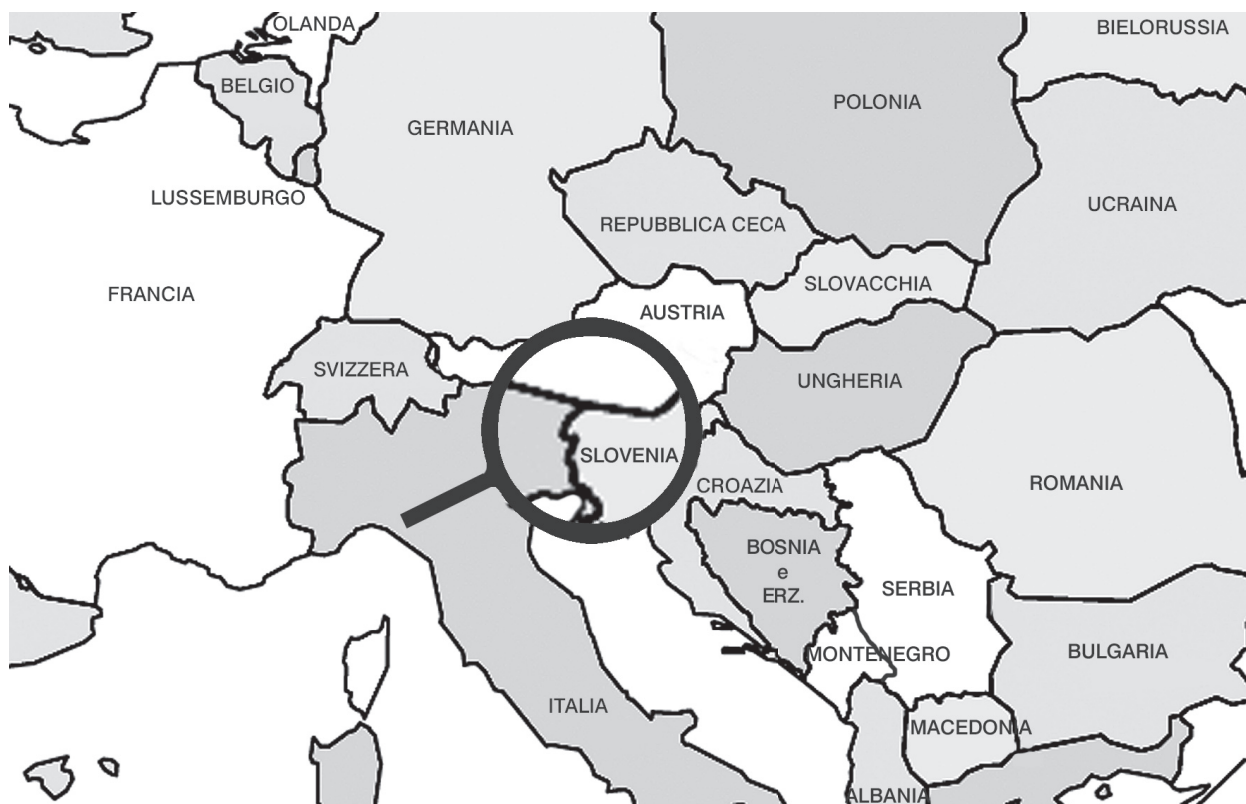 OLANDA
BIELORUSSIA
BELGIO
POLONIA
GERMANIA
LUSSEMBURGO
UCRAINA
REPUBBLICA CECA
FRANCIA
SLOVACCHIA
AUSTRIA
SVIZZERA
UNGHERIA
SLOVENIA
CROAZIA
ROMANIA
BOSNIA
e
ERZ.
SERBIA
MONTENEGRO
BULGARIA
ITALIA
MACEDONIA
ALBANIA